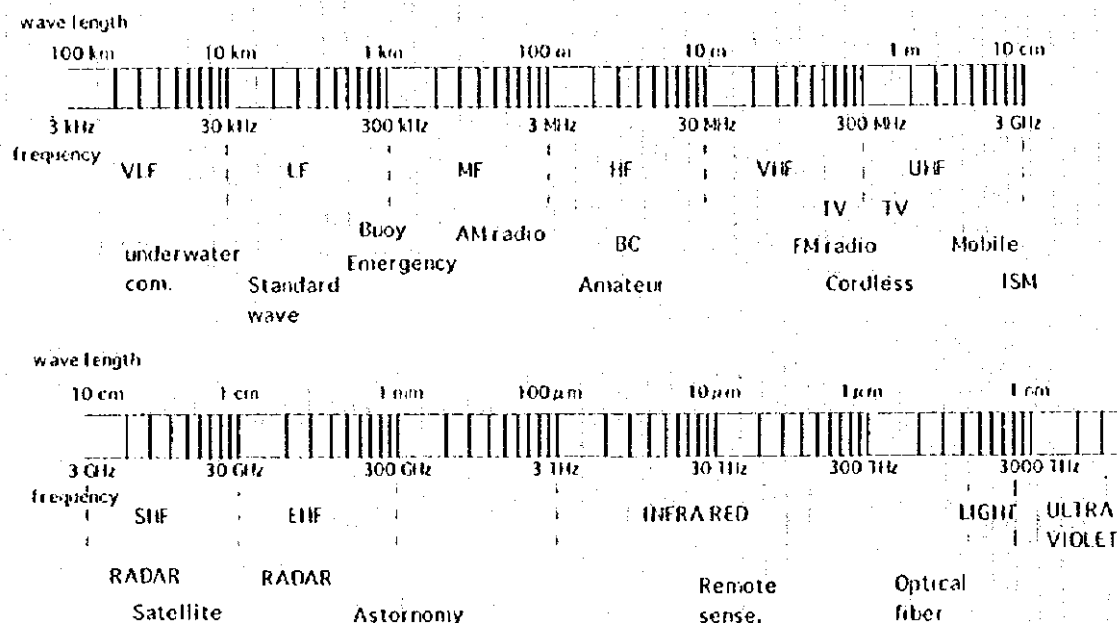 wave length
100 km 10 km 1 km 100 m 10 m 1 m 10 cm
3 kHz 30 kHz 300 kHz 3 MHz 30 MHz 300 MHz 3 GHz
frequency
VLF LF MF HF VHF UHF
TV TV
Buoy AM radio
underwater Emergency BC FM radio Mobile
com. Standard Amateur Cordless ISM
wave
wave length
10 cm 1 cm 1 mm 100 μm 10 μm 1 μm 1 nm
3 GHz 30 GHz 300 GHz 3 THz 30 THz 300 THz 3000 THz
frequency
SHF EHF INFRA RED LIGHT ULTRA
VIOLET
RADAR RADAR Remote Optical
Satellite Astornomy sense. fiber